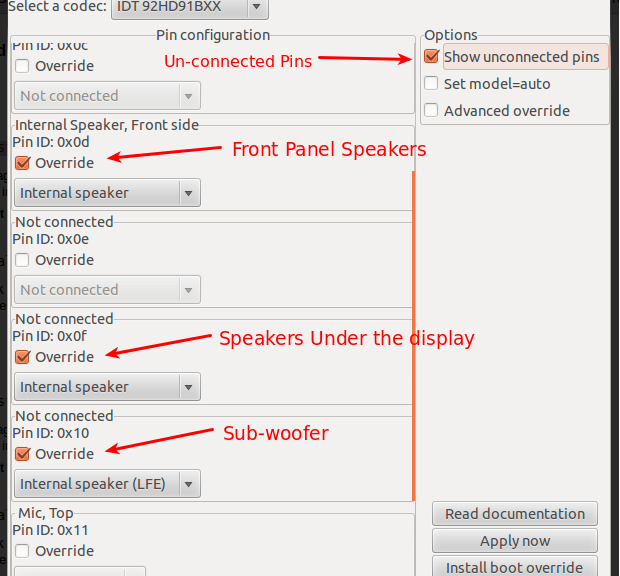 Select a codec: IDT 92HD91BXX
Pin configuration
Pin ID: 0x0c
Override
Not connected
Un-connected Pins
Internal Speaker, Front side
Pin ID: 0x0d
Override
Front Panel Speakers
Internal speaker
Not connected
Pin ID: 0x0e
Override
Not connected
Not connected
Pin ID: 0x0f
Override
Speakers Under the display
Internal speaker
Not connected
Pin ID: 0x10
Override
Sub-woofer
Internal speaker (LFE)
Mic, Top
Pin ID: 0x11
Override
Options
Show unconnected pins
Set model=auto
Advanced override
Read documentation
Apply now
Install boot override